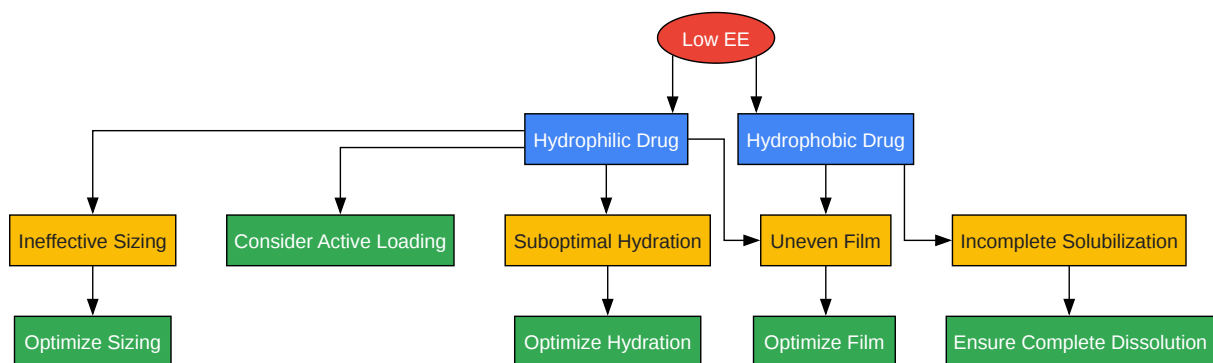 Low EE
Hydrophilic Drug
Hydrophobic Drug
Ineffective Sizing
Consider Active Loading
Suboptimal Hydration
Uneven Film
Incomplete Solubilization
Optimize Sizing
Optimize Hydration
Optimize Film
Ensure Complete Dissolution